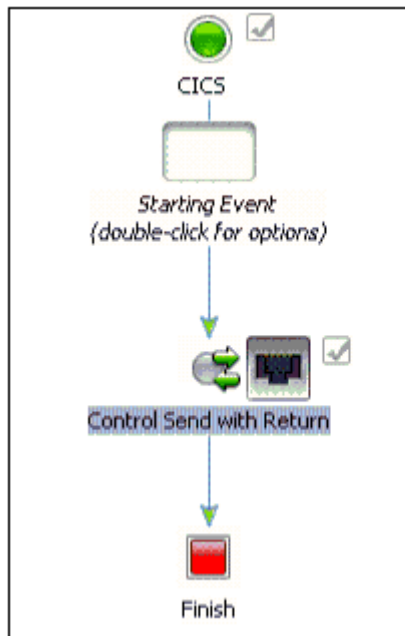 CICS
Starting Event
(double-click for options)
Control Send with Return
Finish